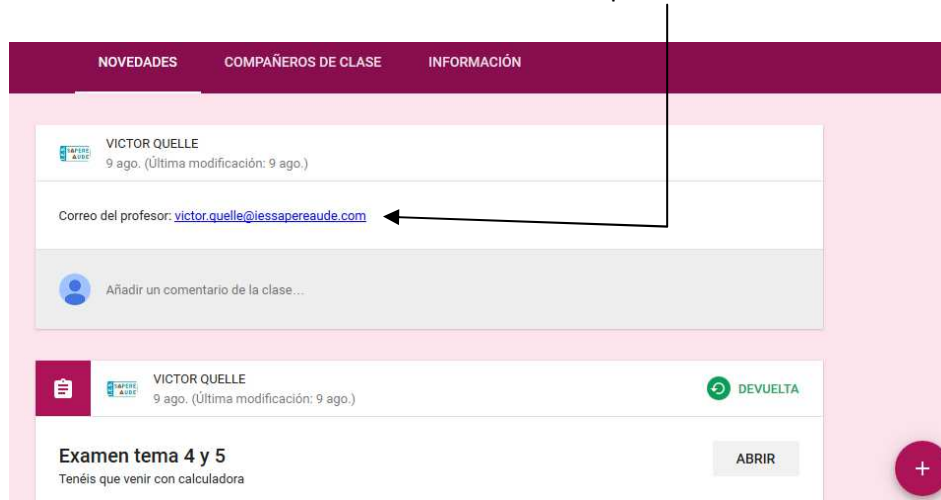 NOVEDADES COMPAÑEROS DE CLASE INFORMACIÓN
VICTOR QUELLE
9 ago. (Última modificación: 9 ago.)
Correo del profesor: victor.quelle@iessapereaude.com
Añadir un comentario de la clase...
SAPERE
AUDE
VICTOR QUELLE
9 ago. (Última modificación: 9 ago.)
DEVUELTA
Examen tema 4 y 5
ABRIR
Tenéis que venir con calculadora
+